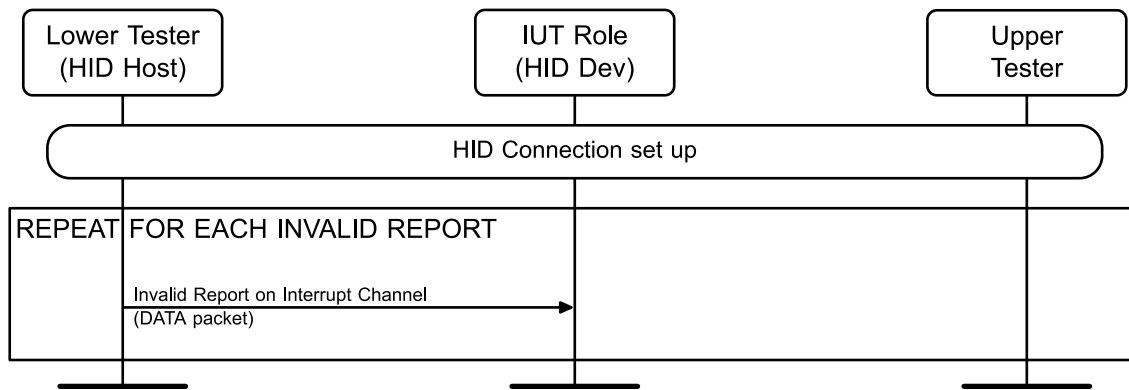 Lower Tester
(HID Host)
IUT Role
(HID Dev)
Upper
Tester
HID Connection set up
REPEAT FOR EACH INVALID REPORT
Invalid Report on Interrupt Channel
(DATA packet)